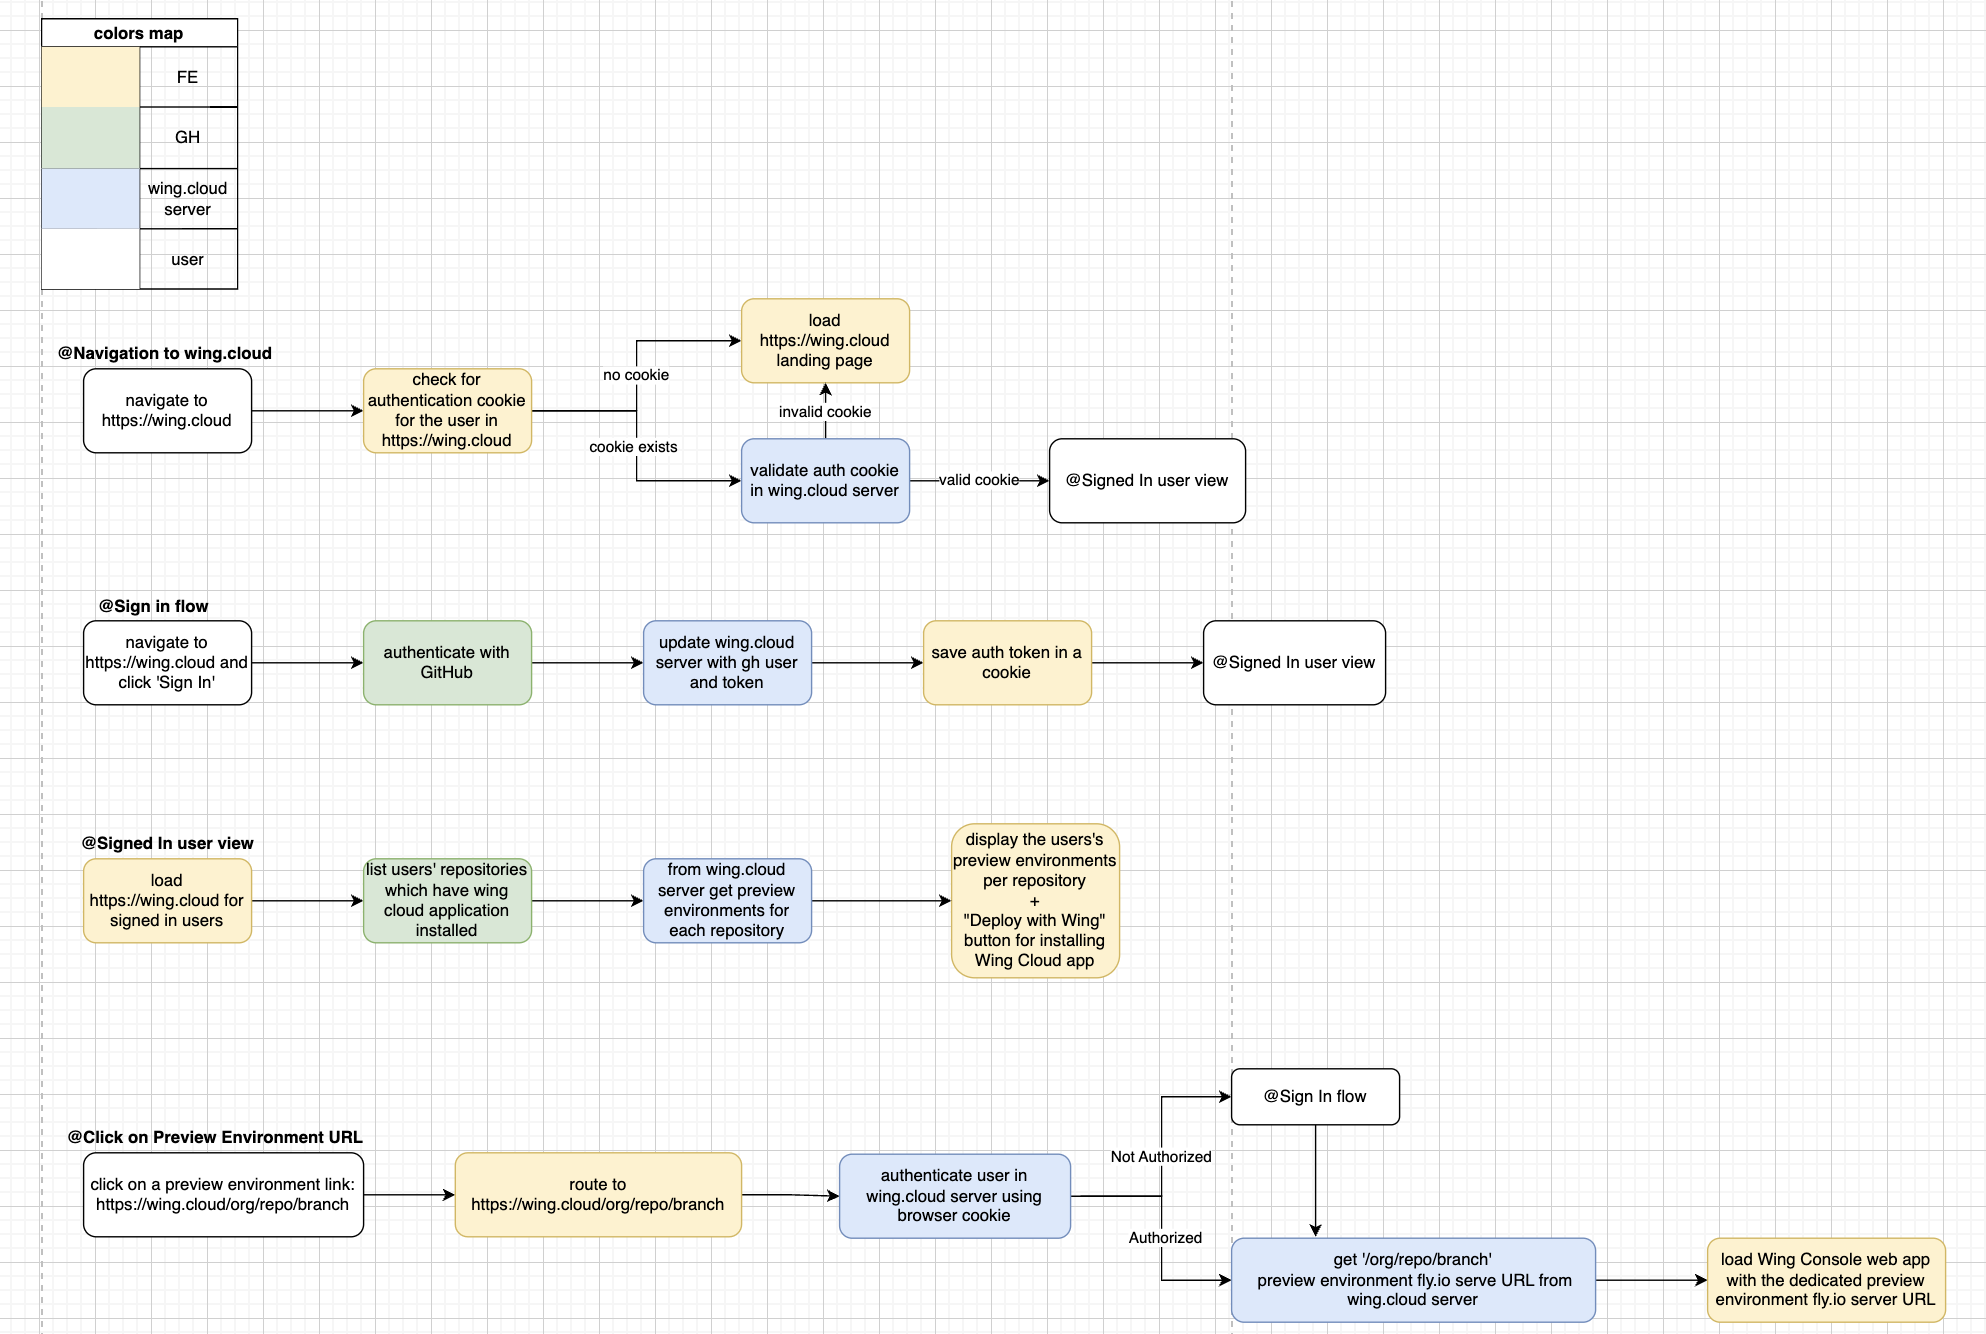 colors map
FE
GH
wing.cloud
server
user
@Navigation to wing.cloud
navigate to
https://wing.cloud
check for
authentication cookie
for the user in
https://wing.cloud
no cookie
cookie exists
load
https://wing.cloud
landing page
invalid cookie
validate auth cookie
in wing.cloud server
valid cookie
@Signed In user view
@Sign in flow
navigate to
https://wing.cloud and
click 'Sign In'
authenticate with
GitHub
update wing.cloud
server with gh user
and token
save auth token in a
cookie
@Signed In user view
@Signed In user view
load
https://wing.cloud for
signed in users
list users' repositories
which have wing
cloud application
installed
from wing.cloud
server get preview
environments for
each repository
display the users's
preview environments
per repository
+
"Deploy with Wing"
button for installing
Wing Cloud app
@Click on Preview Environment URL
click on a preview environment link:
https://wing.cloud/org/repo/branch
route to
https://wing.cloud/org/repo/branch
authenticate user in
wing.cloud server using
browser cookie
Not Authorized
Authorized
@Sign In flow
get '/org/repo/branch'
preview environment fly.io serve URL from
wing.cloud server
load Wing Console web app
with the dedicated preview
environment fly.io server URL